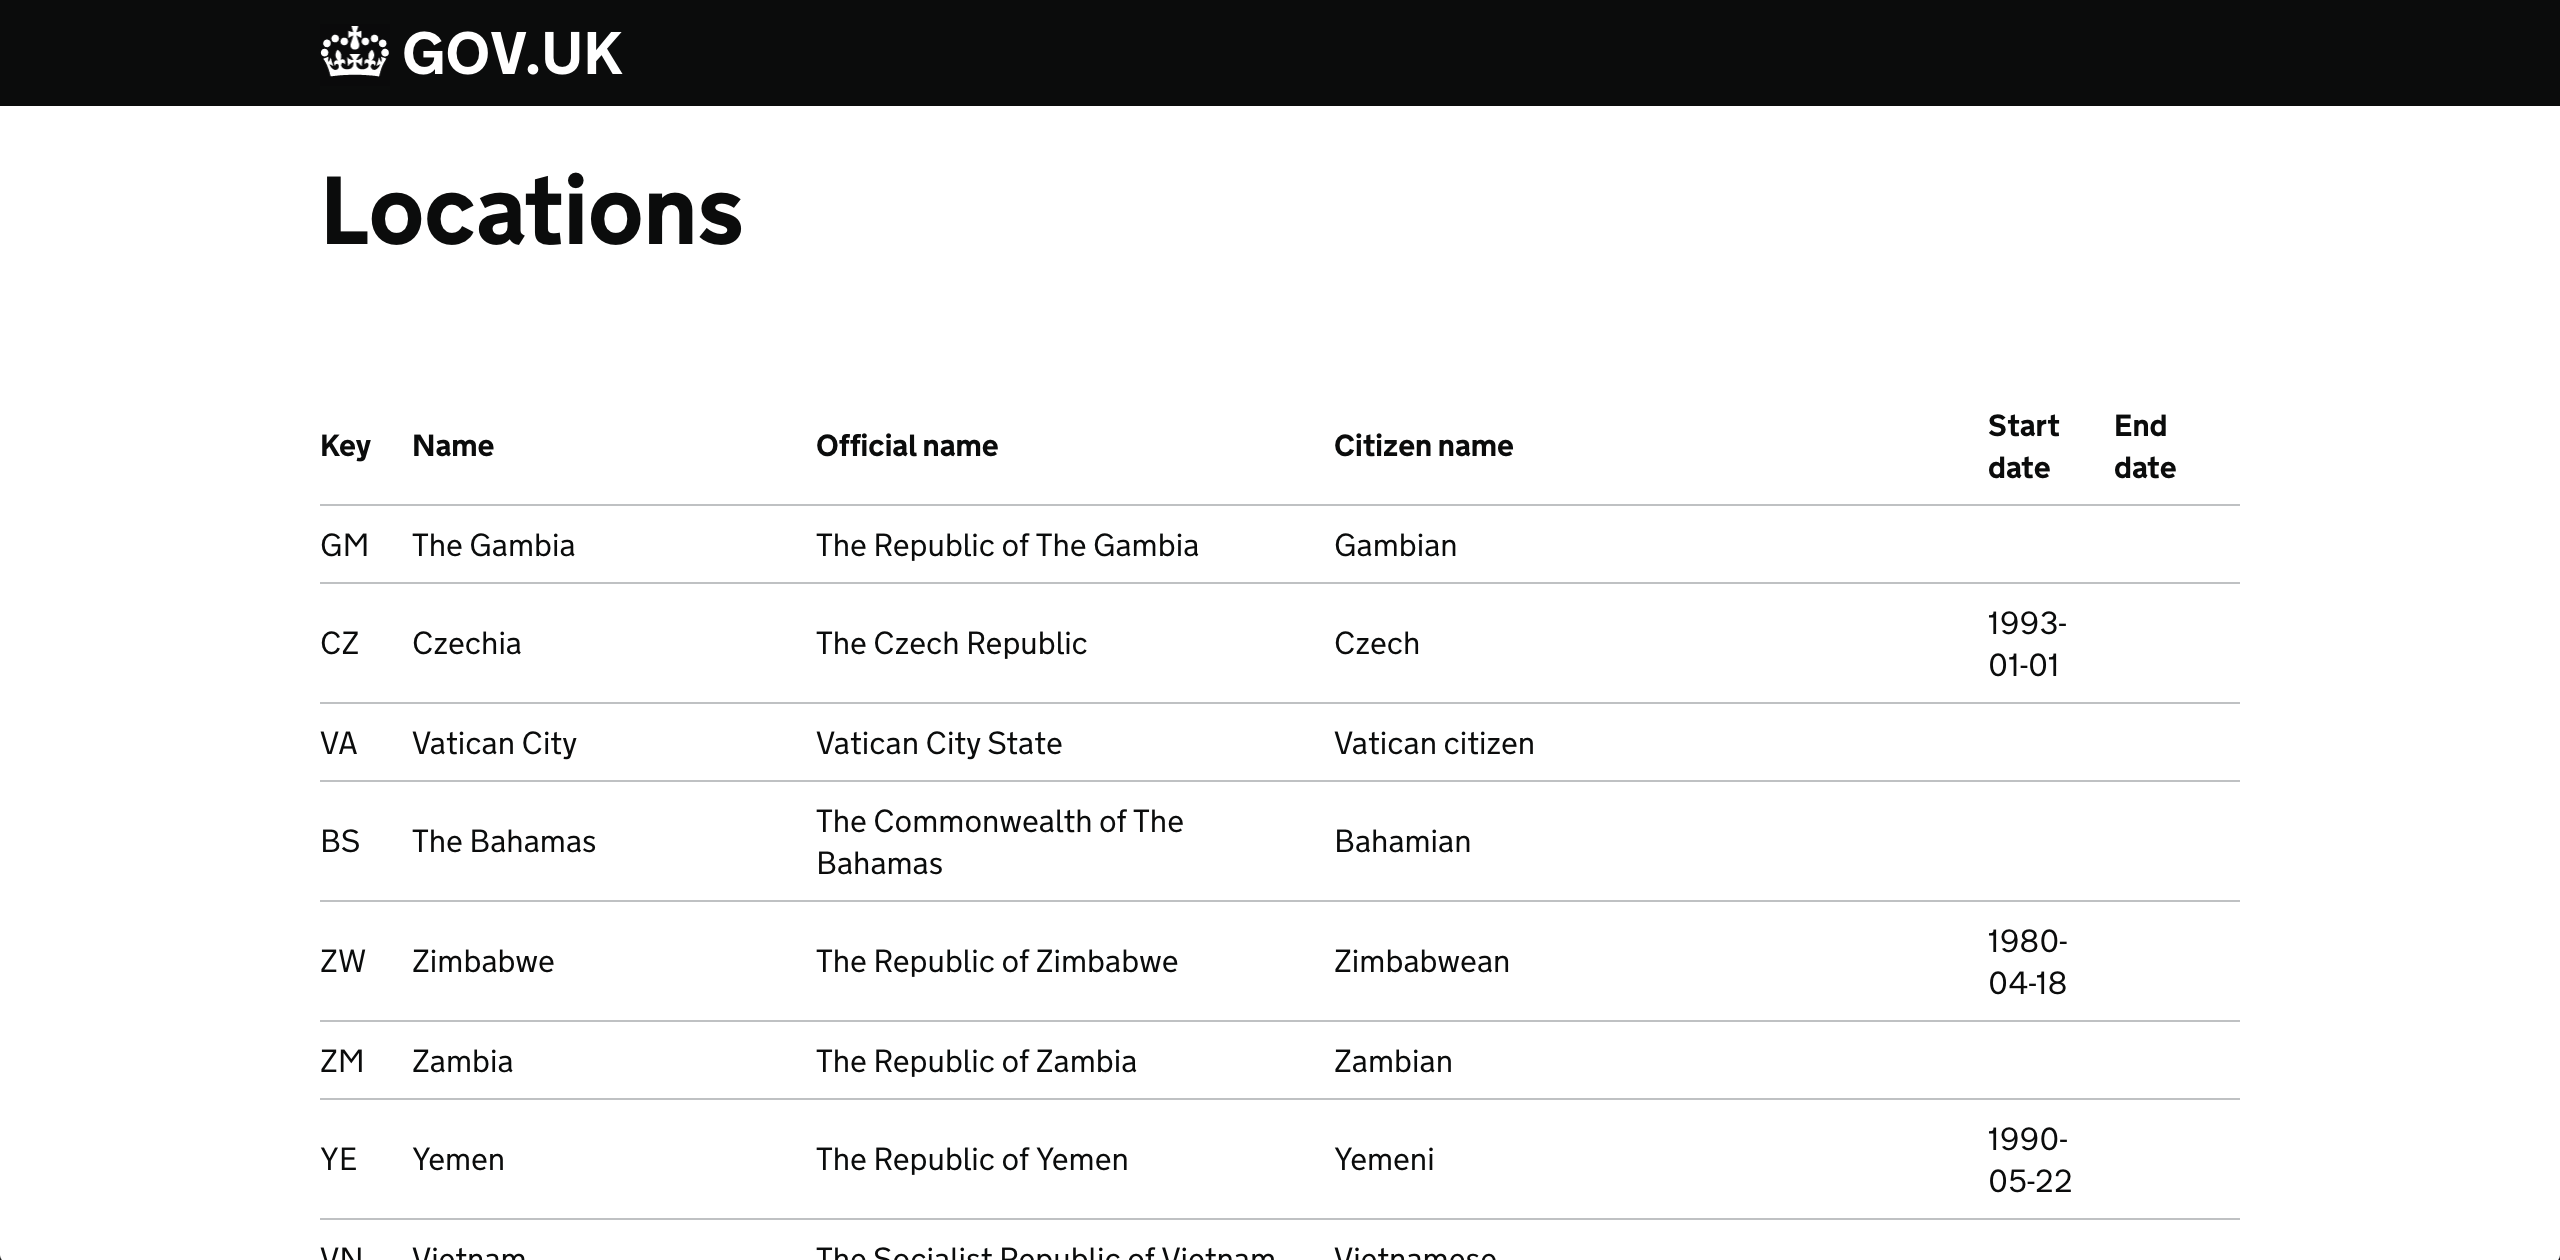 GOV.UK
Locations
Key Name Official name Citizen name Start date End date
GM The Gambia The Republic of The Gambia Gambian
CZ Czechia The Czech Republic Czech 1993-01-01
VA Vatican City Vatican City State Vatican citizen
BS The Bahamas The Commonwealth of The Bahamas Bahamian
ZW Zimbabwe The Republic of Zimbabwe Zimbabwean 1980-04-18
ZM Zambia The Republic of Zambia Zambian
YE Yemen The Republic of Yemen Yemeni 1990-05-22
VN Vietnam The Socialist Republic of Vietnam Vietnamese